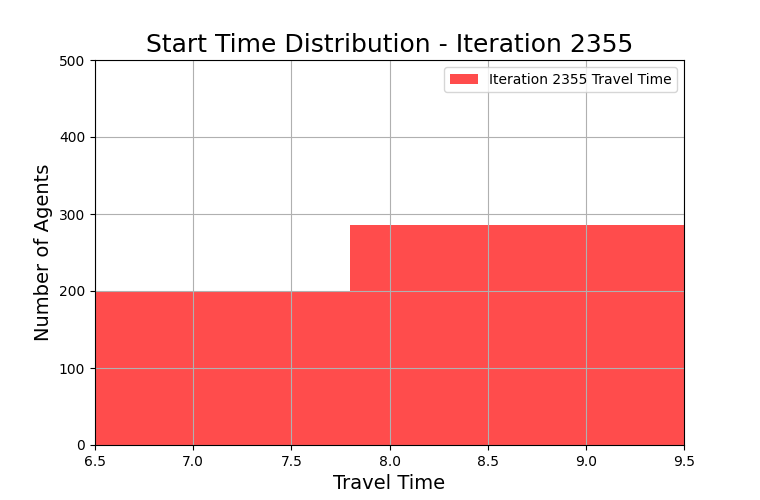 Start Time Distribution - Iteration 2355
Iteration 2355 Travel Time
Number of Agents
500
400
300
200
100
0
6.5 7.0 7.5 8.0 8.5 9.0 9.5
Travel Time